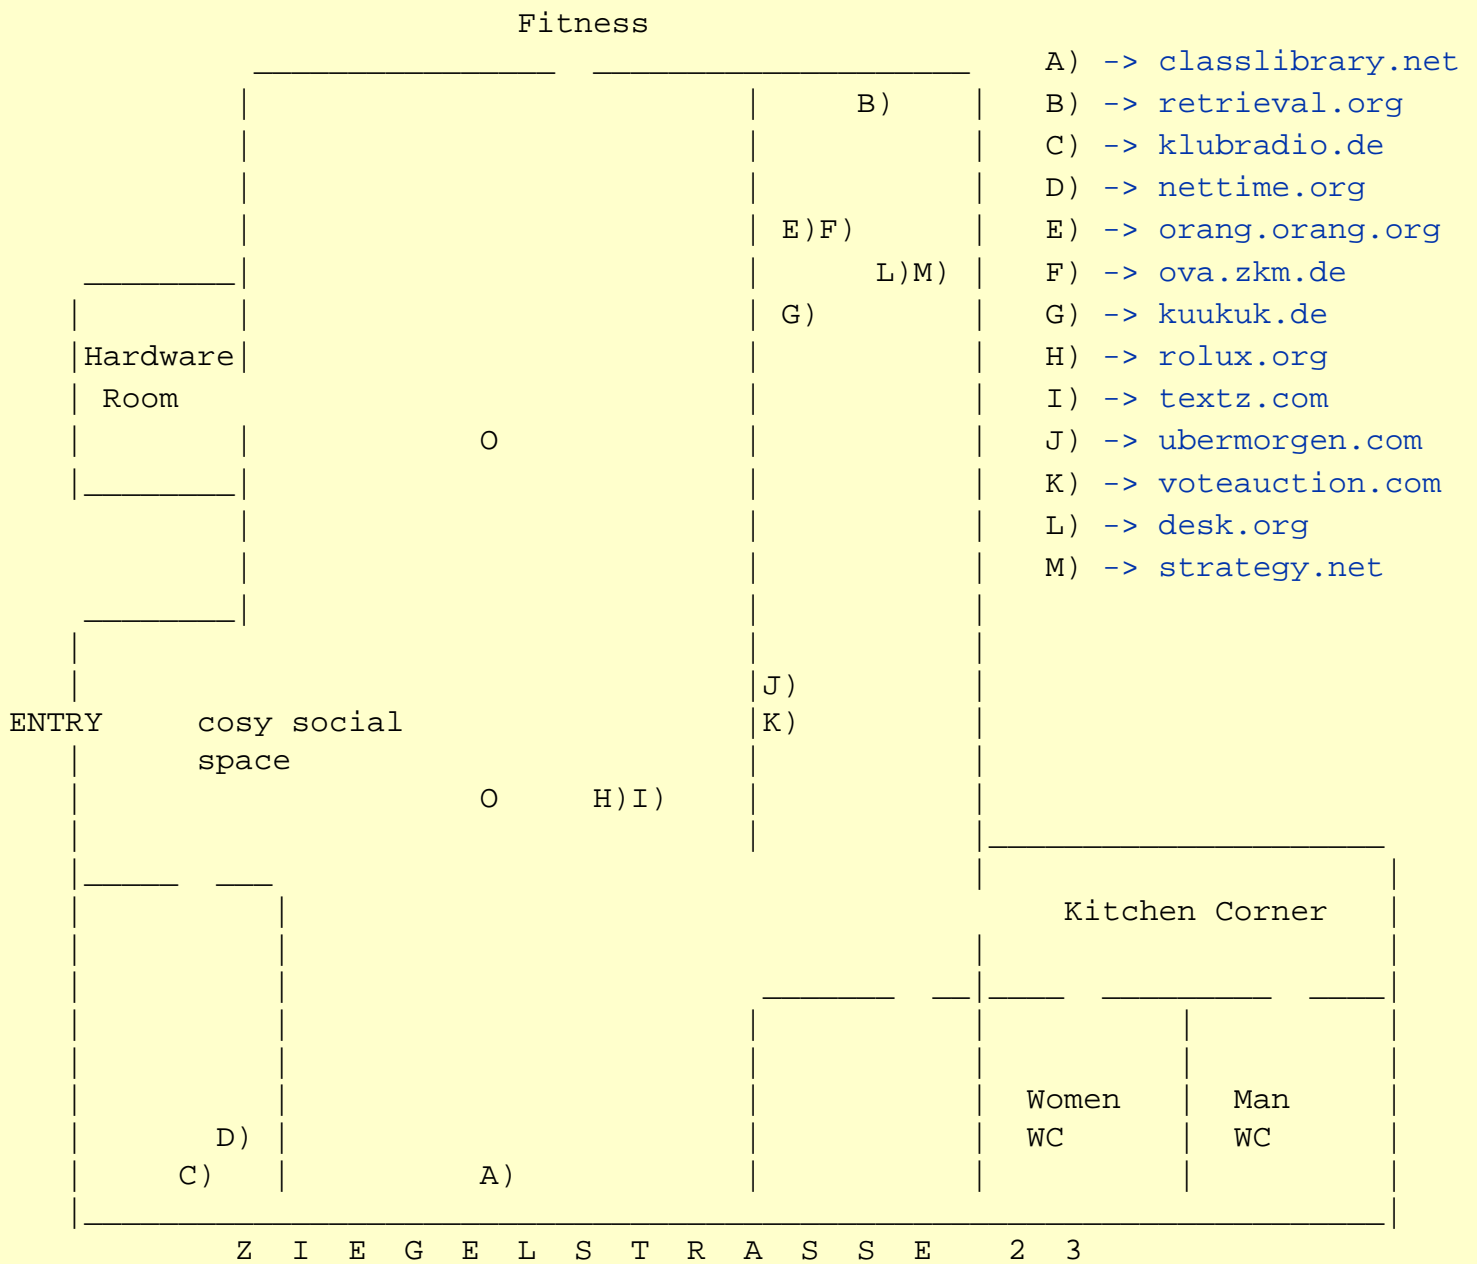 Fitness
A) -> classlibrary.net
B) B) -> retrieval.org
C) -> klubradio.de
D) -> nettime.org
E)F) E) -> orang.orang.org
L)M) F) -> ova.zkm.de
G) G) -> kuukuk.de
Hardware H) -> rolux.org
Room I) -> textz.com
O J) -> ubermorgen.com
K) -> voteauction.com
L) -> desk.org
M) -> strategy.net
J)
ENTRY cosy social K)
space
O H)I)
Kitchen Corner
Women Man
D) WC WC
C) A)
Z I E G E L S T R A S S E 2 3